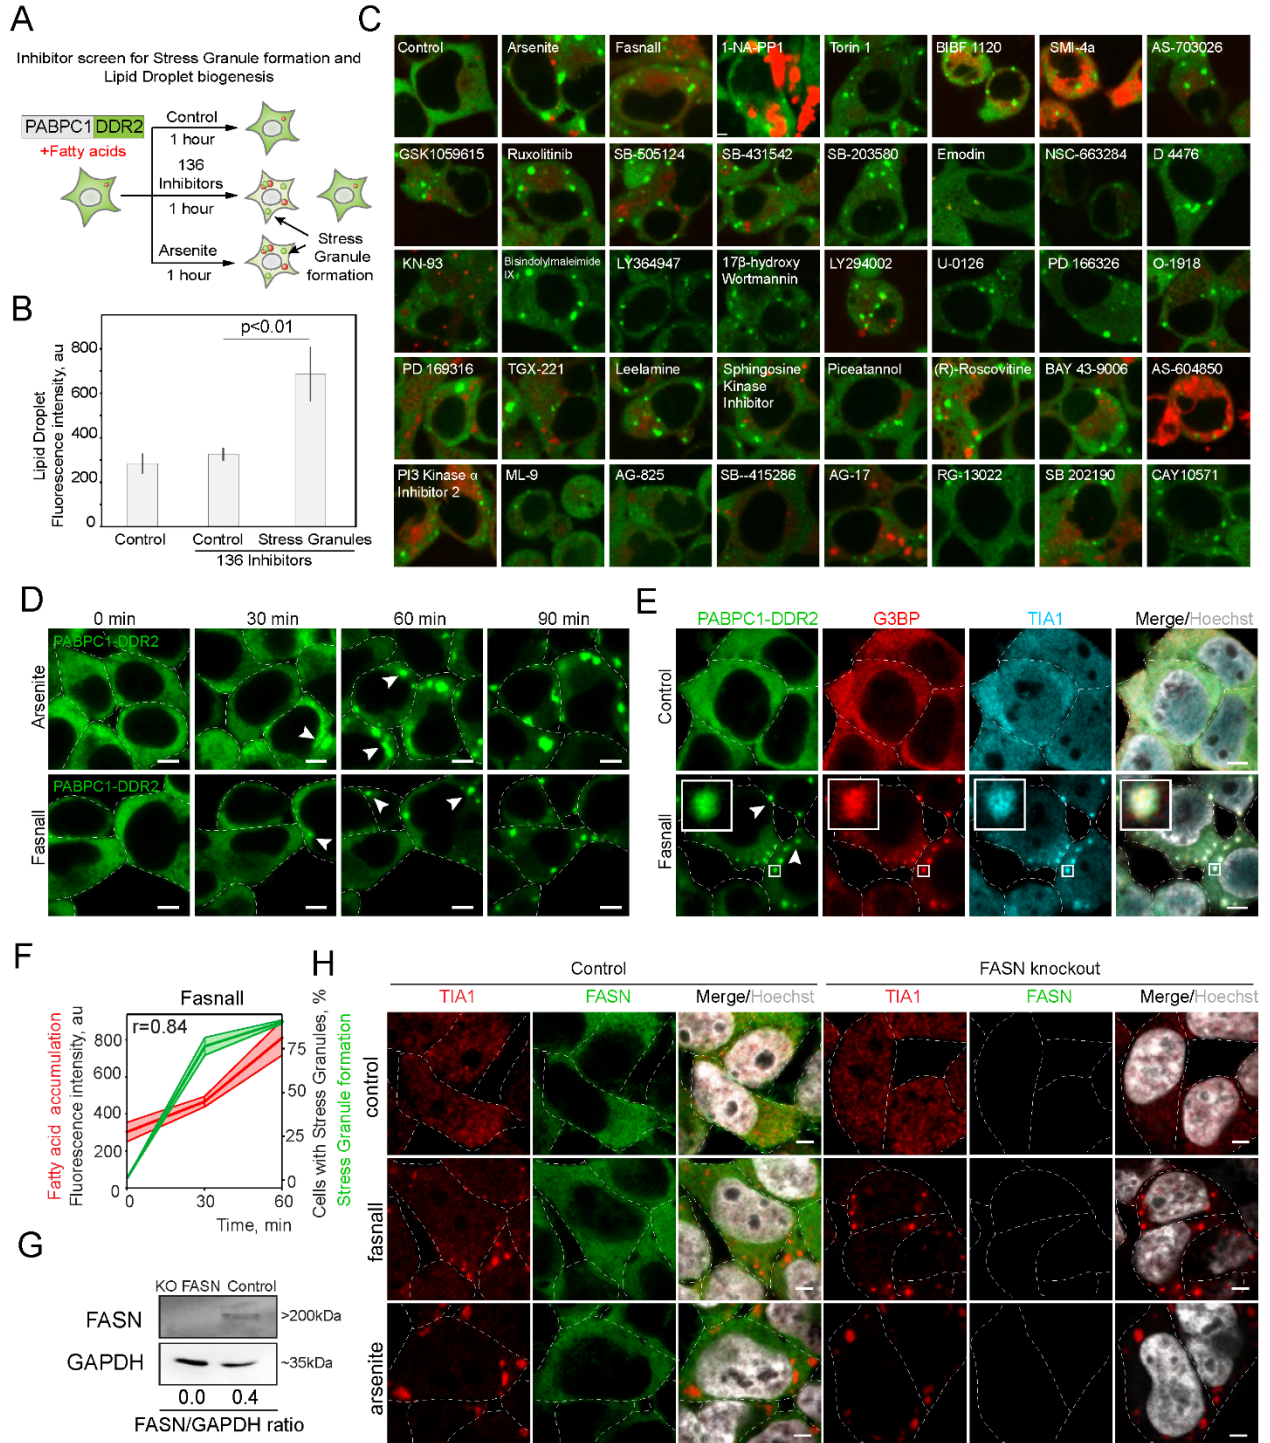 A
Inhibitor screen for Stress Granule formation and
Lipid Droplet biogenesis
PABPC1 DDR2
+Fatty acids
Control
1 hour
136
Inhibitors
1 hour
Arsenite
1 hour
Stress
Granule
formation
B
Lipid Droplet
Fluorescence intensity, au
800
600
400
200
0
p<0.01
Control
Control
Stress Granules
136 Inhibitors
C
Control
Arsenite
Fasnall
1-NA-PP1
Torin 1
BIBF 1120
SMI-4a
AS-703026
GSK1059615
Ruxolitinib
SB-505124
SB-431542
SB-203580
Emodin
NSC-663284
D 4476
KN-93
Bisindolylmaleimide
IX
LY364947
17β-hydroxy
Wortmannin
LY294002
U-0126
PD 166326
O-1918
PD 169316
TGX-221
Leelamine
Sphingosine
Kinase
Inhibitor
Piceatannol
(R)-Roscovitine
BAY 43-9006
AS-604850
PI3 Kinase α
Inhibitor 2
ML-9
AG-825
SB--415286
AG-17
RG-13022
SB 202190
CAY10571
D
0 min
30 min
60 min
90 min
Arsenite
PABPC1-DDR2
Fasnall
PABPC1-DDR2
E
PABPC1-DDR2
G3BP
TIA1
Merge/Hoechst
Control
Fasnall
F
Fasnall
r=0.84
Fatty acid accumulation
Fluorescence intensity, au
800
600
400
200
0
75
50
25
0
Cells with Stress Granules, %
Stress Granule formation
0
30
60
Time, min
G
KO FASN
Control
FASN
>200kDa
GAPDH
~35kDa
0.0
0.4
FASN/GAPDH ratio
H
Control
FASN knockout
TIA1
FASN
Merge/Hoechst
TIA1
FASN
Merge/Hoechst
control
fasnall
arsenite